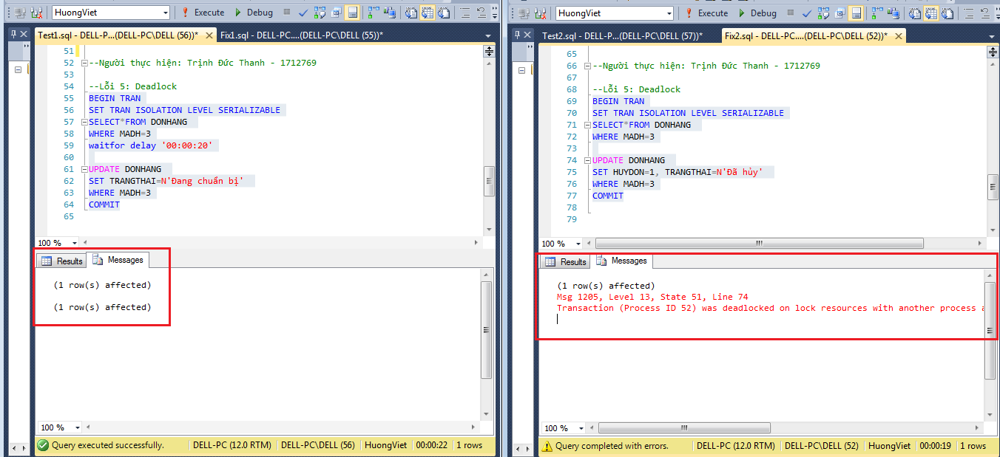 HuongViet
Execute
Debug
Test1.sql - DELL-P...(DELL-PC\DELL (56))*
Fix1.sql - DELL-PC....(DELL-PC\DELL (55))*
51
52 --Người thực hiện: Trịnh Đức Thanh - 1712769
53
54 --Lỗi 5: Deadlock
55 BEGIN TRAN
56 SET TRAN ISOLATION LEVEL SERIALIZABLE
57 SELECT*FROM DONHANG
58 WHERE MADH=3
59 waitfor delay '00:00:20'
60
61 UPDATE DONHANG
62 SET TRANGTHAI=N'Đang chuẩn bị'
63 WHERE MADH=3
64 COMMIT
65
100 %
Results
Messages
(1 row(s) affected)
(1 row(s) affected)
100 %
Query executed successfully.
DELL-PC (12.0 RTM)
DELL-PC\DELL (56)
HuongViet
00:00:22
1 rows
HuongViet
Execute
Debug
Test2.sql - DELL-P...(DELL-PC\DELL (57))*
Fix2.sql - DELL-PC....(DELL-PC\DELL (52))*
65
66 --Người thực hiện: Trịnh Đức Thanh - 1712769
67
68 --Lỗi 5: Deadlock
69 BEGIN TRAN
70 SET TRAN ISOLATION LEVEL SERIALIZABLE
71 SELECT*FROM DONHANG
72 WHERE MADH=3
73
74 UPDATE DONHANG
75 SET HUYDON=1, TRANGTHAI=N'Đã hủy'
76 WHERE MADH=3
77 COMMIT
78
79
100 %
Results
Messages
(1 row(s) affected)
Msg 1205, Level 13, State 51, Line 74
Transaction (Process ID 52) was deadlocked on lock resources with another process a
100 %
Query completed with errors.
DELL-PC (12.0 RTM)
DELL-PC\DELL (52)
HuongViet
00:00:19
1 rows